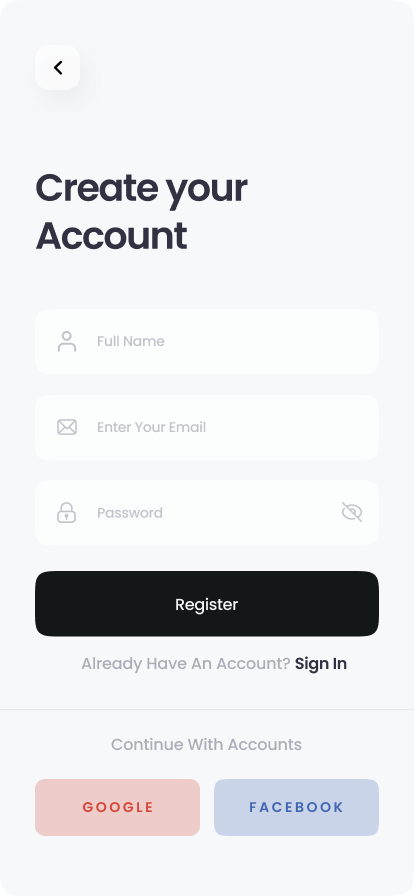 Create your
Account
Full Name
Enter Your Email
Password
Register
Already Have An Account? Sign In
Continue With Accounts
GOOGLE
FACEBOOK